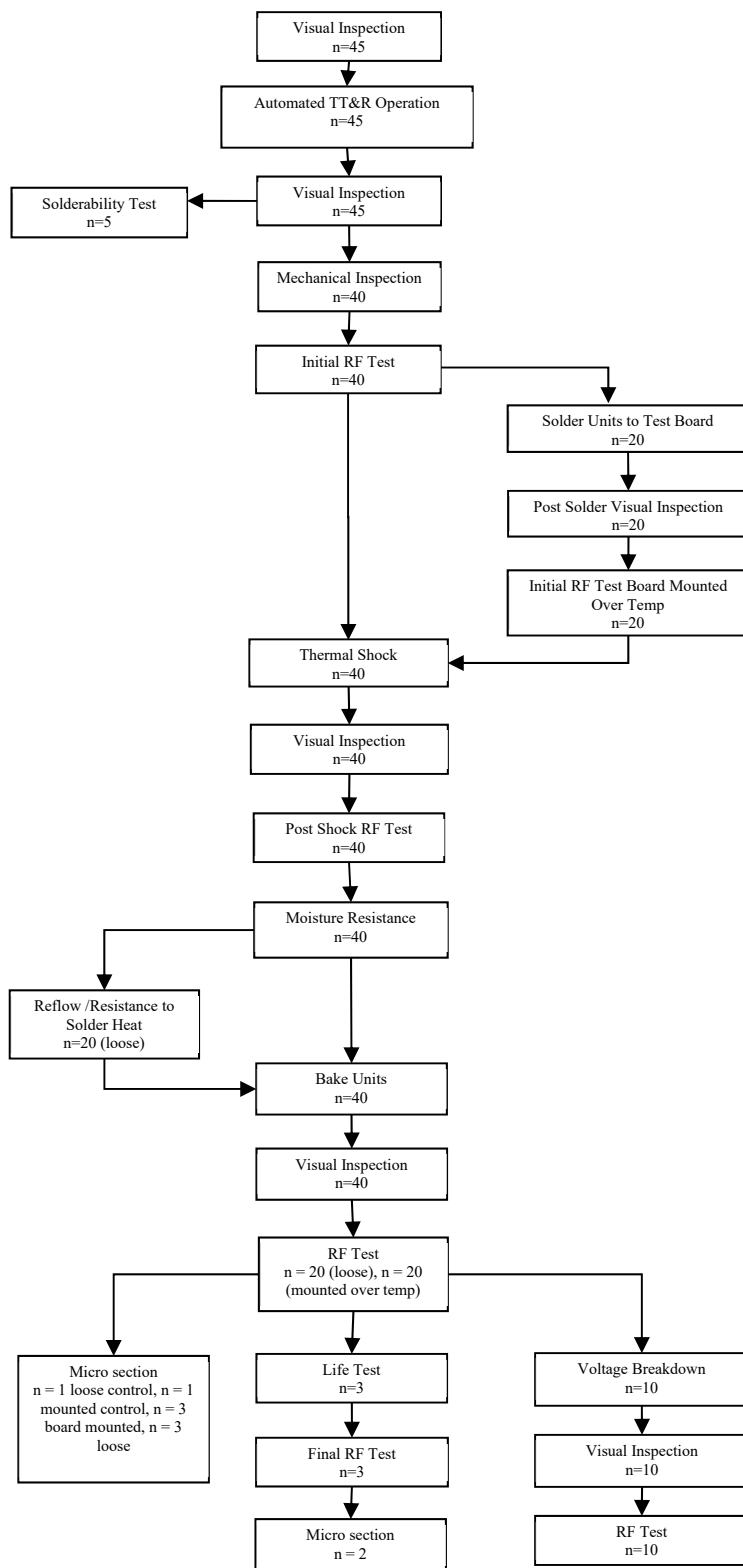 Visual Inspection
n=45
Automated TT&R Operation
n=45
Visual Inspection
n=45
Solderability Test
n=5
Mechanical Inspection
n=40
Initial RF Test
n=40
Solder Units to Test Board
n=20
Post Solder Visual Inspection
n=20
Initial RF Test Board Mounted
Over Temp
n=20
Thermal Shock
n=40
Visual Inspection
n=40
Post Shock RF Test
n=40
Moisture Resistance
n=40
Reflow /Resistance to
Solder Heat
n=20 (loose)
Bake Units
n=40
Visual Inspection
n=40
RF Test
n = 20 (loose), n = 20
(mounted over temp)
Micro section
n = 1 loose control, n = 1
mounted control, n = 3
board mounted, n = 3
loose
Life Test
n=3
Final RF Test
n=3
Micro section
n = 2
Voltage Breakdown
n=10
Visual Inspection
n=10
RF Test
n=10